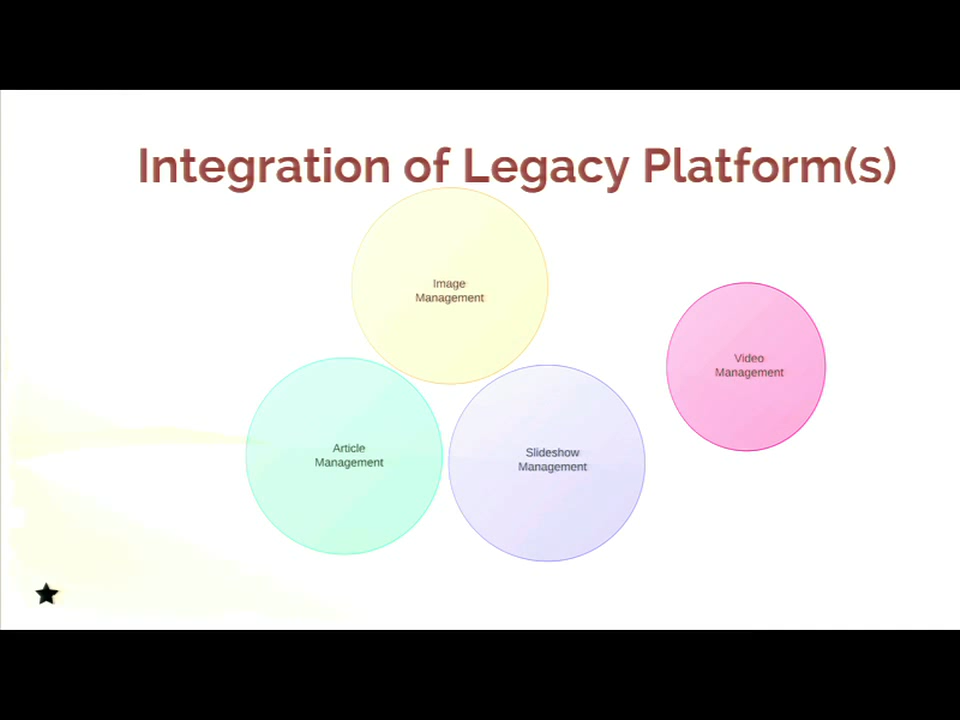 Integration of Legacy Platform(s)
Image
Management
Video
Management
Article
Management
Slideshow
Management